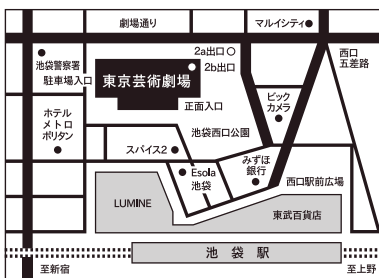 劇場通り
マルイシティ
池袋警察署
駐車場入口
東京芸術劇場
2a出口
2b出口
西口
五差路
正面入口
ホテル
メトロ
ポリタン
ビック
カメラ
池袋西口公園
スパイス2
Esola
池袋
みずほ
銀行
西口駅前広場
LUMINE
東武百貨店
池袋駅
至新宿
至上野